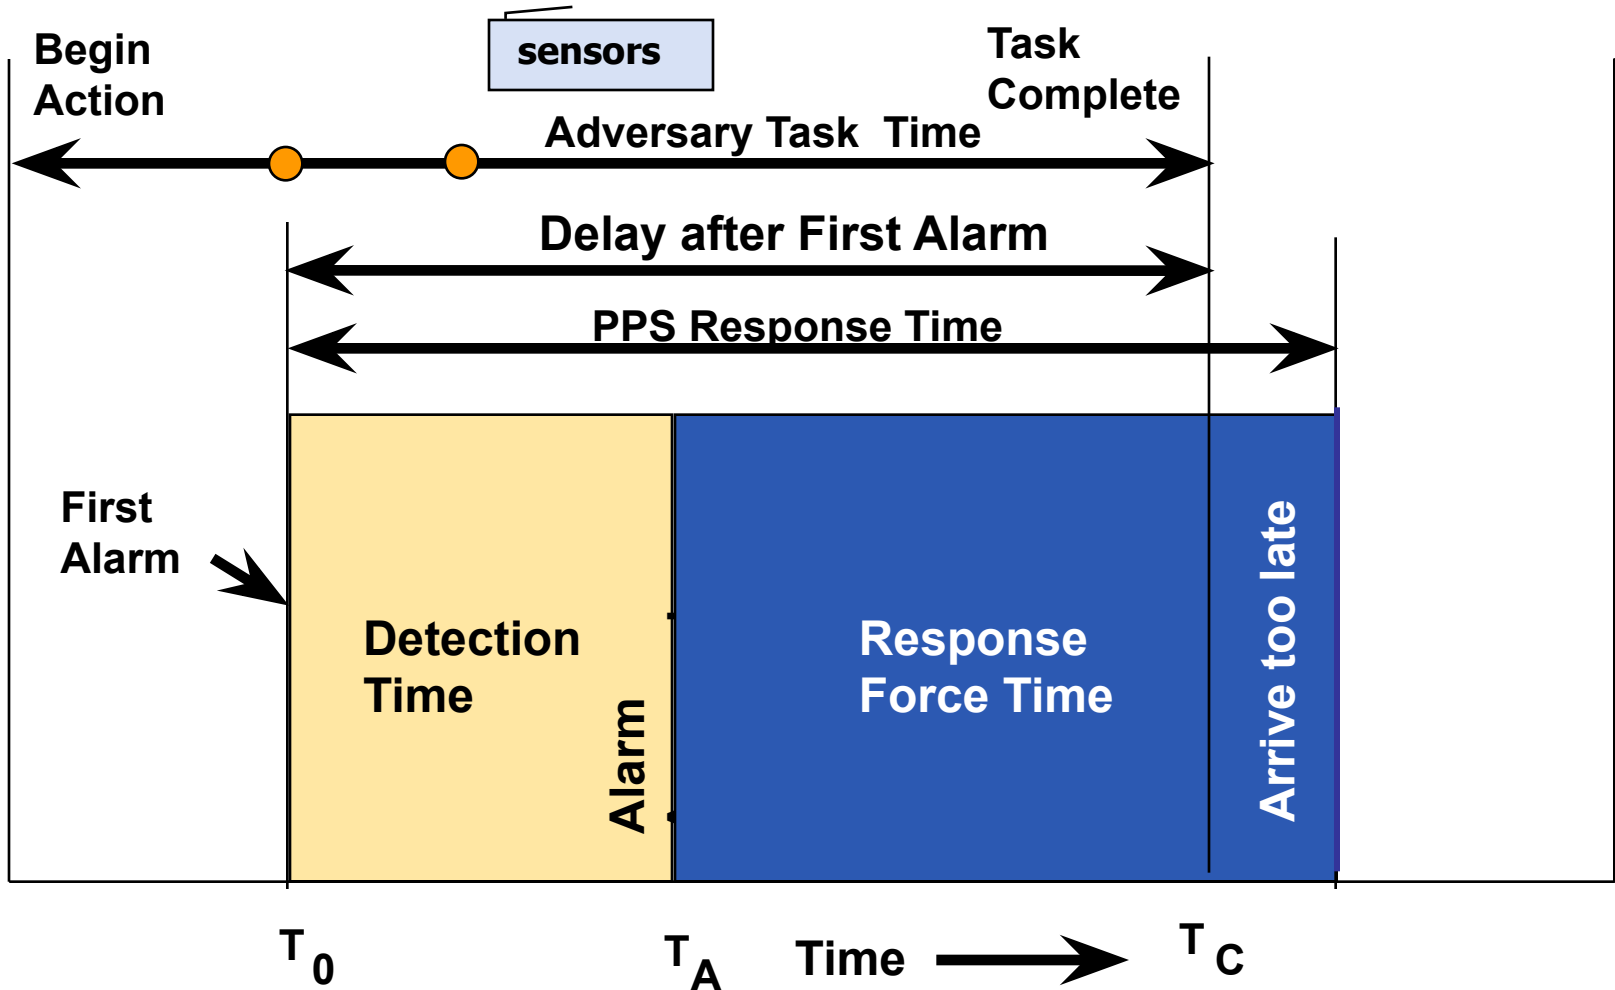 Begin
Action
sensors
Task
Complete
Adversary Task Time
Delay after First Alarm
PPS Response Time
First
Alarm
Detection
Time
Alarm
Response
Force Time
Arrive too late
T0
TA
Time
TC